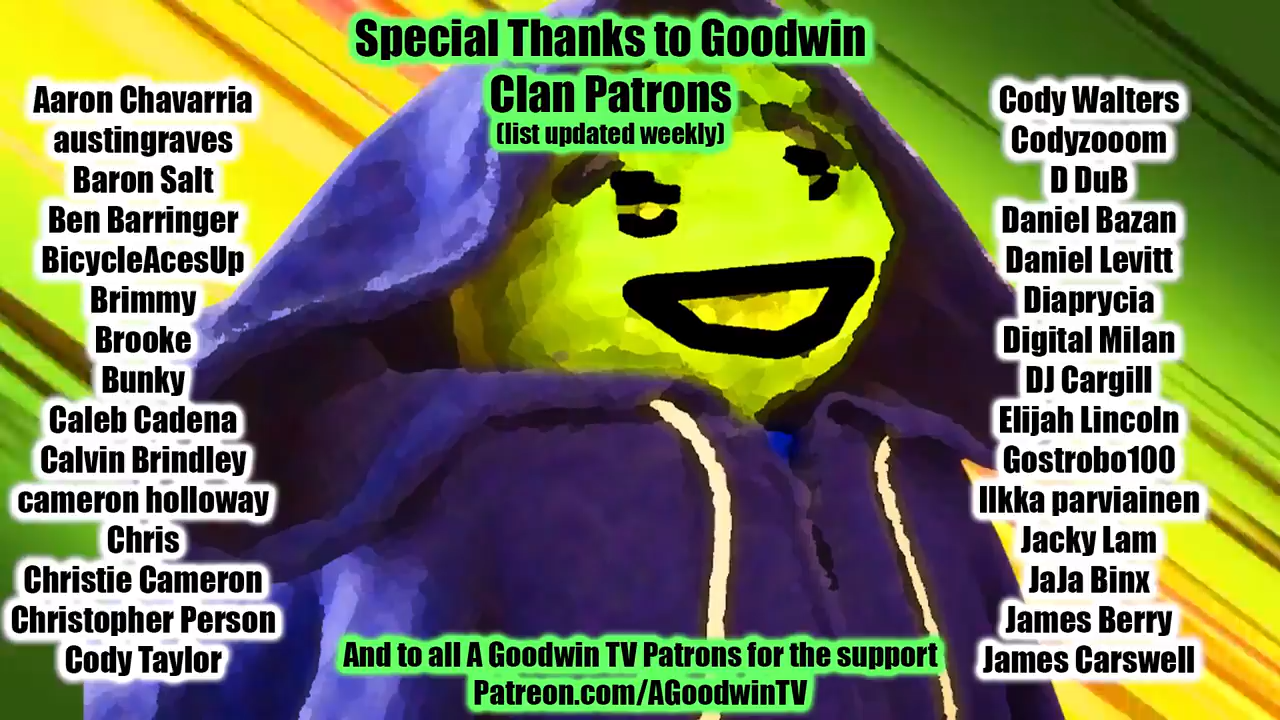 Special Thanks to Goodwin
Clan Patrons
(list updated weekly)
Aaron Chavarria
austingraves
Baron Salt
Ben Barringer
BicycleAcesUp
Brimmy
Brooke
Bunky
Caleb Cadena
Calvin Brindley
cameron holloway
Chris
Christie Cameron
Christopher Person
Cody Taylor
Cody Walters
Codyzooom
D DuB
Daniel Bazan
Daniel Levitt
Diaprycia
Digital Milan
DJ Cargill
Elijah Lincoln
Gostrobo100
Ilkka parviainen
Jacky Lam
JaJa Binx
James Berry
James Carswell
And to all A Goodwin TV Patrons for the support
Patreon.com/AGoodwinTV